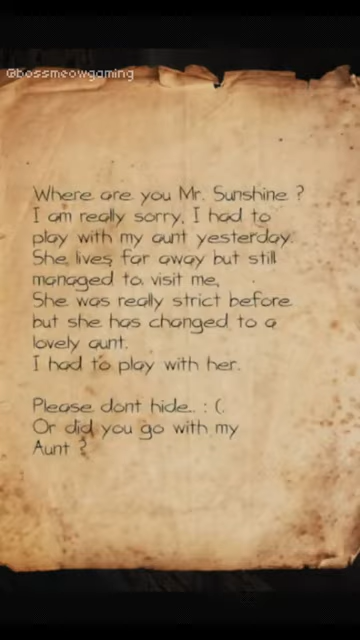 @bossmeowgaming
Where are you Mr. Sunshine ?
I am really sorry, I had to
play with my aunt yesterday.
She lives far away but still
managed to visit me,
She was really strict before
but she has changed to a
lovely aunt.
I had to play with her.
Please dont hide.. : (.
Or did you go with my
Aunt ?